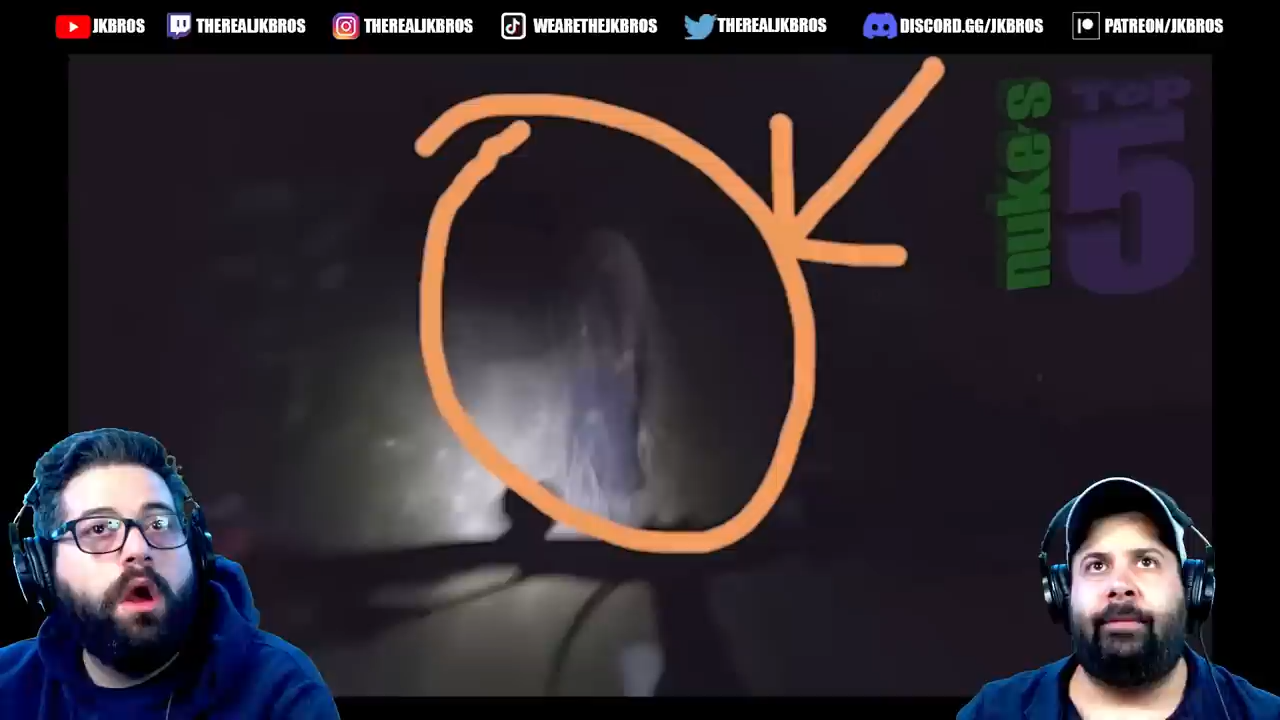 JKBROS THEREALJKBROS THEREALJKBROS WEARETHEJKBROS THEREALJKBROS DISCORD.GG/JKBROS PATREON/JKBROS
nuke's
TOP
5